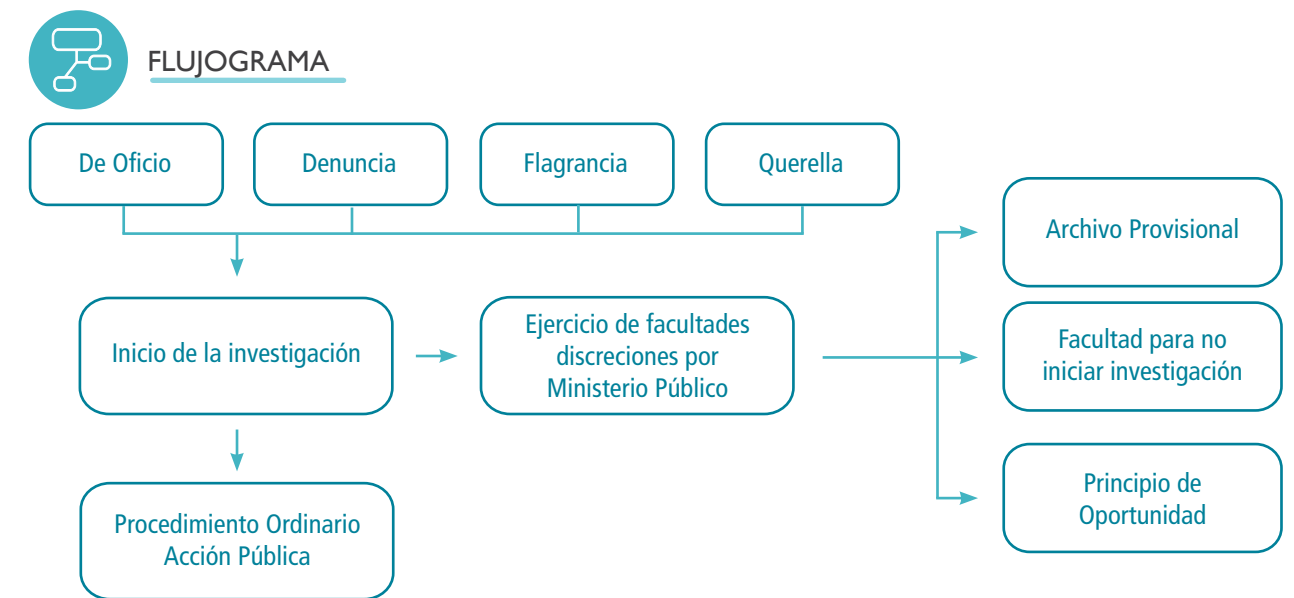 FLUJOGRAMA
De Oficio
Denuncia
Flagrancia
Querella
Archivo Provisional
Inicio de la investigación
Ejercicio de facultades
discreciones por
Ministerio Público
Facultad para no
iniciar investigación
Procedimiento Ordinario
Acción Pública
Principio de
Oportunidad